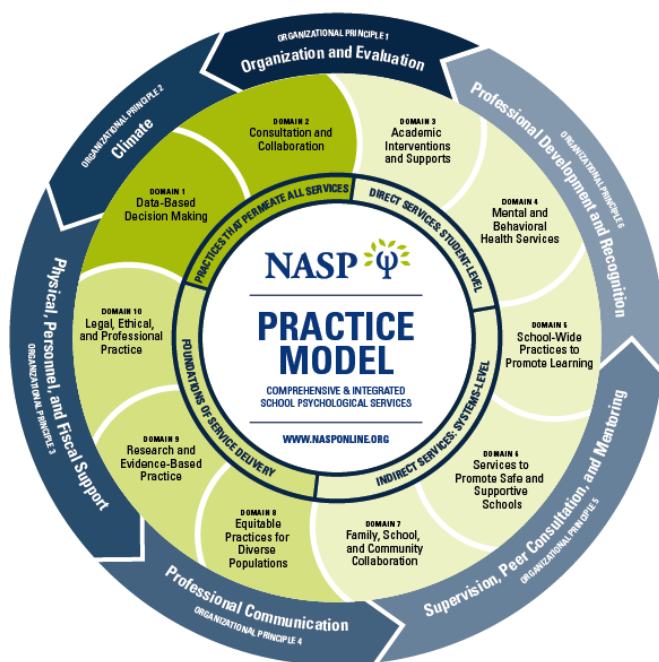 ORGANIZATIONAL PRINCIPLE 1
Organization and Evaluation
ORGANIZATIONAL PRINCIPLE 2
Climate
Physical, Personnel, and Fiscal Support
ORGANIZATIONAL PRINCIPLE 3
Professional Communication
ORGANIZATIONAL PRINCIPLE 4
Supervision, Peer Consultation, and Mentoring
ORGANIZATIONAL PRINCIPLE 5
ORGANIZATIONAL PRINCIPLE 6
Professional Development and Recognition
DOMAIN 1
Data-Based
Decision Making
DOMAIN 2
Consultation and
Collaboration
DOMAIN 3
Academic
Interventions
and Supports
DOMAIN 4
Mental and
Behavioral
Health Services
DOMAIN 5
School-Wide
Practices to
Promote Learning
DOMAIN 6
Services to
Promote Safe and
Supportive
Schools
DOMAIN 7
Family, School,
and Community
Collaboration
DOMAIN 8
Equitable
Practices for
Diverse
Populations
DOMAIN 9
Research and
Evidence-Based
Practice
DOMAIN 10
Legal, Ethical,
and Professional
Practice
PRACTICES THAT PERMEATE ALL SERVICES
DIRECT SERVICES: STUDENT-LEVEL
INDIRECT SERVICES: SYSTEMS-LEVEL
FOUNDATIONS OF SERVICE DELIVERY
NASP
PRACTICE
MODEL
COMPREHENSIVE & INTEGRATED
SCHOOL PSYCHOLOGICAL SERVICES
WWW.NASPONLINE.ORG